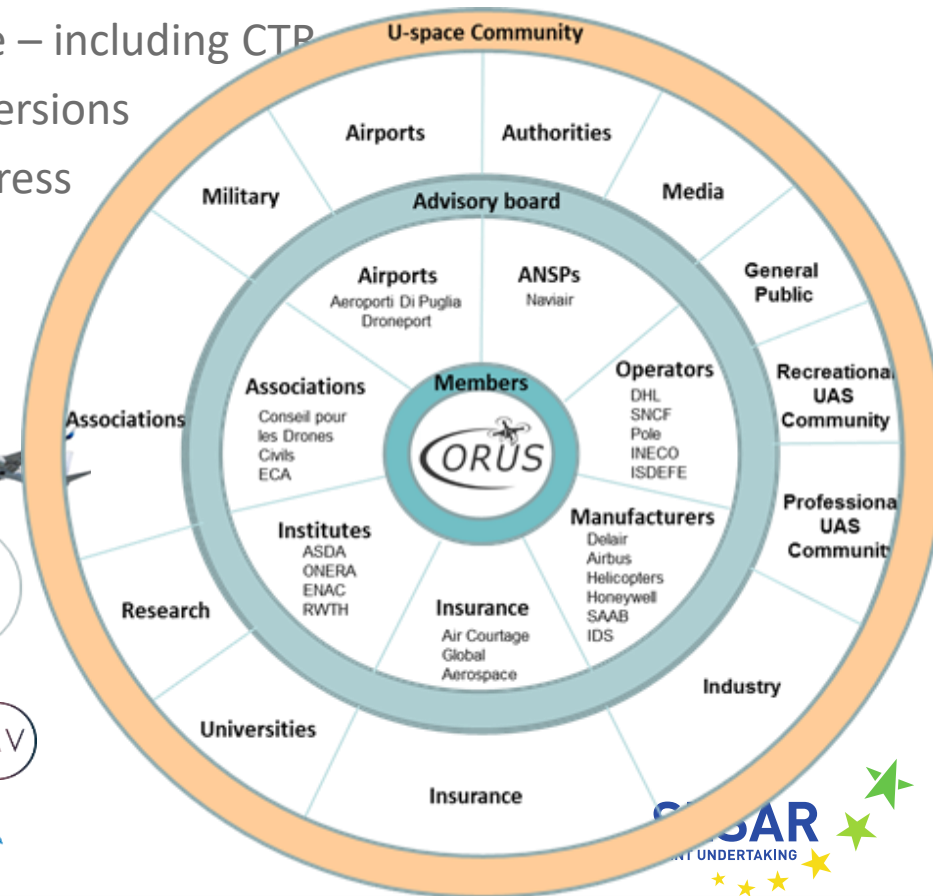 e – including CTR
ersions
ress
U-space Community
Airports
Authorities
Military
Media
Advisory board
General
Public
Airports
Aeroporti Di Puglia
Droneport
ANSPs
Naviair
Operators
DHL
SNCF
Pole
INECO
ISDEFE
Recreationa
UAS
Community
Associations
Conseil pour
les Drones
Civils
ECA
Members
CORUS
Associations
Professiona
UAS
Communit
Manufacturers
Delair
Airbus
Helicopters
Honeywell
SAAB
IDS
Institutes
ASDA
ONERA
ENAC
RWTH
Insurance
Air Courtage
Global
Aerospace
Research
Industry
Universities
Insurance
SESAR
NT UNDERTAKING